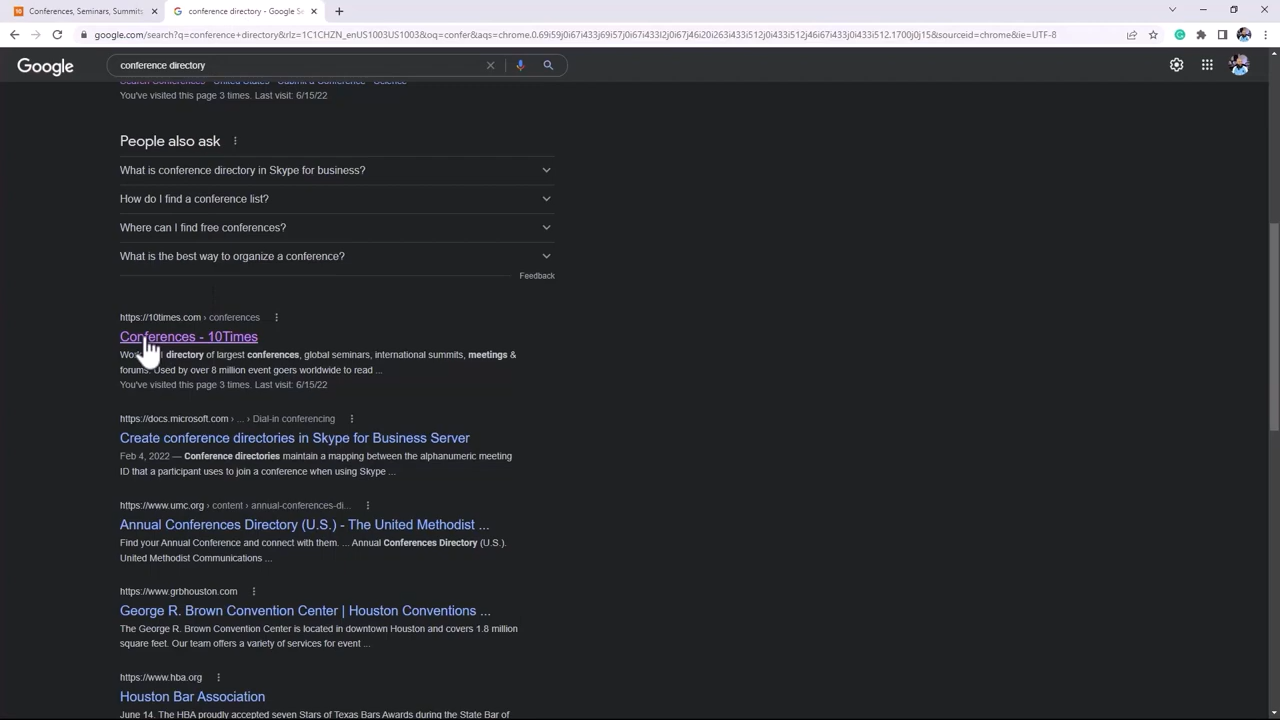 Conferences, Seminars, Summits
conference directory - Google Se
google.com/search?q=conference+directory&rlz=1C1CHZN_enUS1003US1003&oq=confer&aqs=chrome.0.69i59j0i67i433j69i57j0i67i433l2j0i67j46i20i263i433i512j46i67i433j0i433i512.1700j0j15&sourceid=chrome&ie=UTF-8
Google
conference directory
Search Conferences · United States · Submit a Conference · Science
You've visited this page 3 times. Last visit: 6/15/22
People also ask
What is conference directory in Skype for business?
How do I find a conference list?
Where can I find free conferences?
What is the best way to organize a conference?
Feedback
https://10times.com › conferences
Conferences - 10Times
directory of largest conferences, global seminars, international summits, meetings &
forums. Used by over 8 million event goers worldwide to read ...
You've visited this page 3 times. Last visit: 6/15/22
https://docs.microsoft.com › ... › Dial-in conferencing
Create conference directories in Skype for Business Server
Feb 4, 2022 — Conference directories maintain a mapping between the alphanumeric meeting
ID that a participant uses to join a conference when using Skype ...
https://www.umc.org › content › annual-conferences-di...
Annual Conferences Directory (U.S.) - The United Methodist ...
Find your Annual Conference and connect with them. ... Annual Conferences Directory (U.S.).
United Methodist Communications ...
https://www.grbhouston.com
George R. Brown Convention Center | Houston Conventions ...
The George R. Brown Convention Center is located in downtown Houston and covers 1.8 million
square feet. Our team offers a variety of services for event ...
https://www.hba.org
Houston Bar Association
June 14. The HBA proudly accepted seven Stars of Texas Bars Awards during the State Bar of